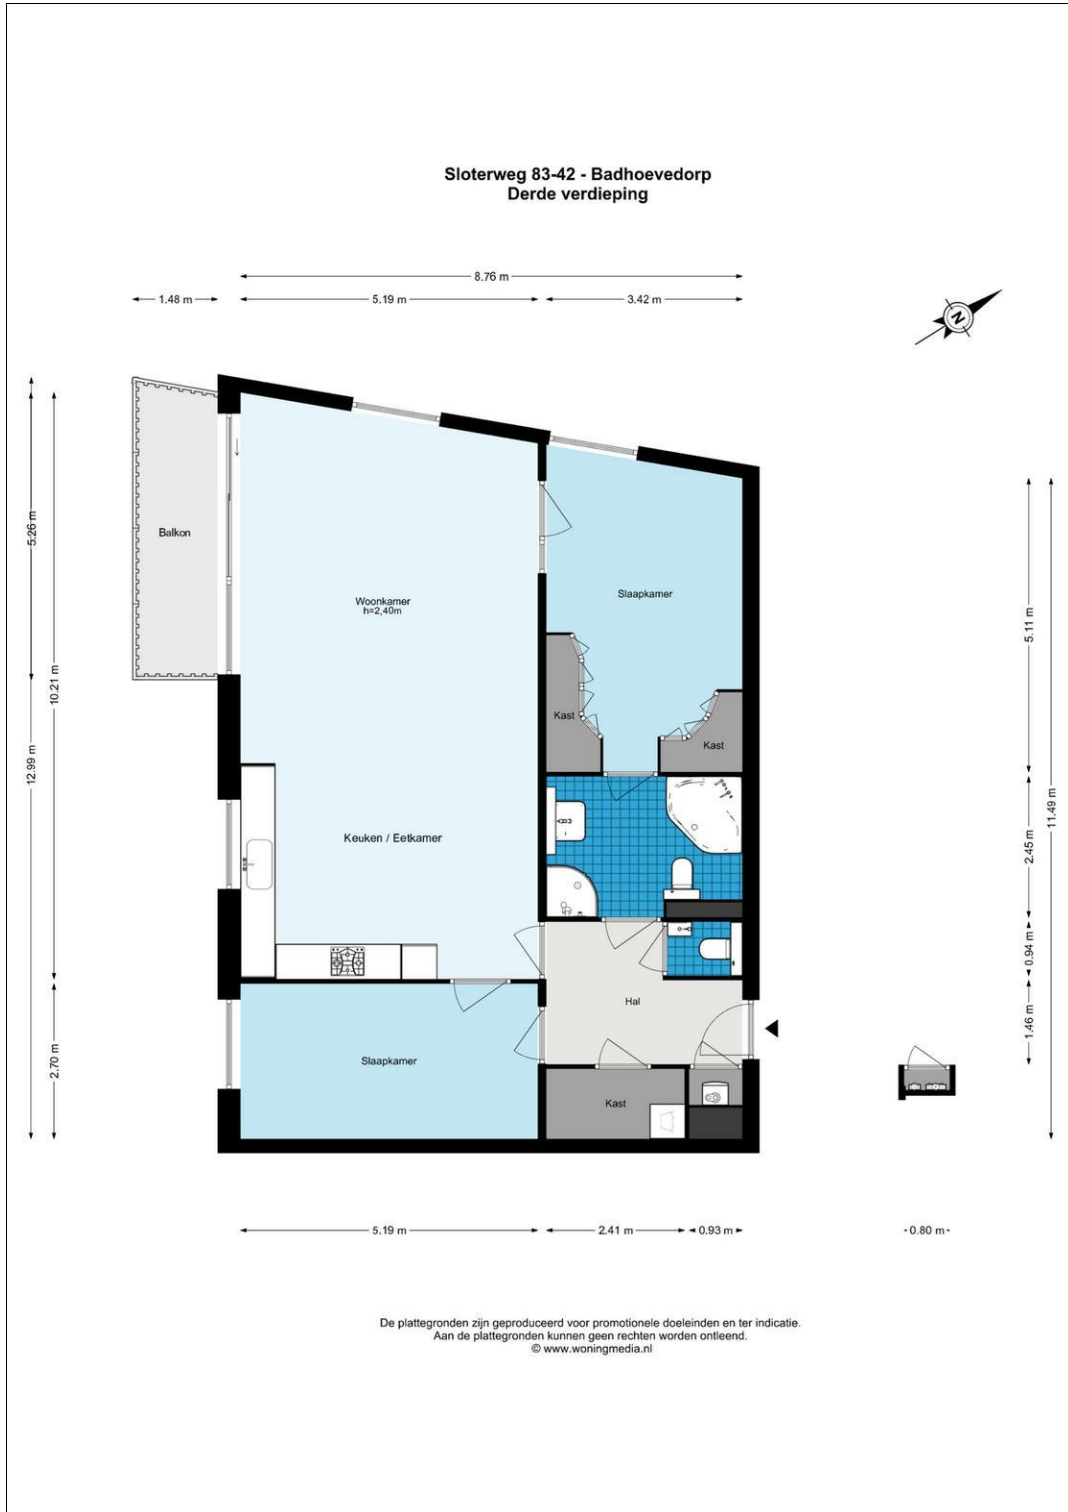 Sloterweg 83-42 - Badhoevedorp
Derde verdieping
8.76 m
1.48 m
5.19 m
3.42 m
N
5.26 m
12.99 m
10.21 m
2.70 m
Balkon
Woonkamer
h=2,40m
Slaapkamer
Kast
Kast
Keuken / Eetkamer
Hal
Slaapkamer
Kast
5.11 m
2.45 m
0.94 m
1.46 m
11.49 m
5.19 m
2.41 m
0.93 m
0.80 m
De plattegronden zijn geproduceerd voor promotionele doeleinden en ter indicatie.
Aan de plattegronden kunnen geen rechten worden ontleend.
© www.woningmedia.nl